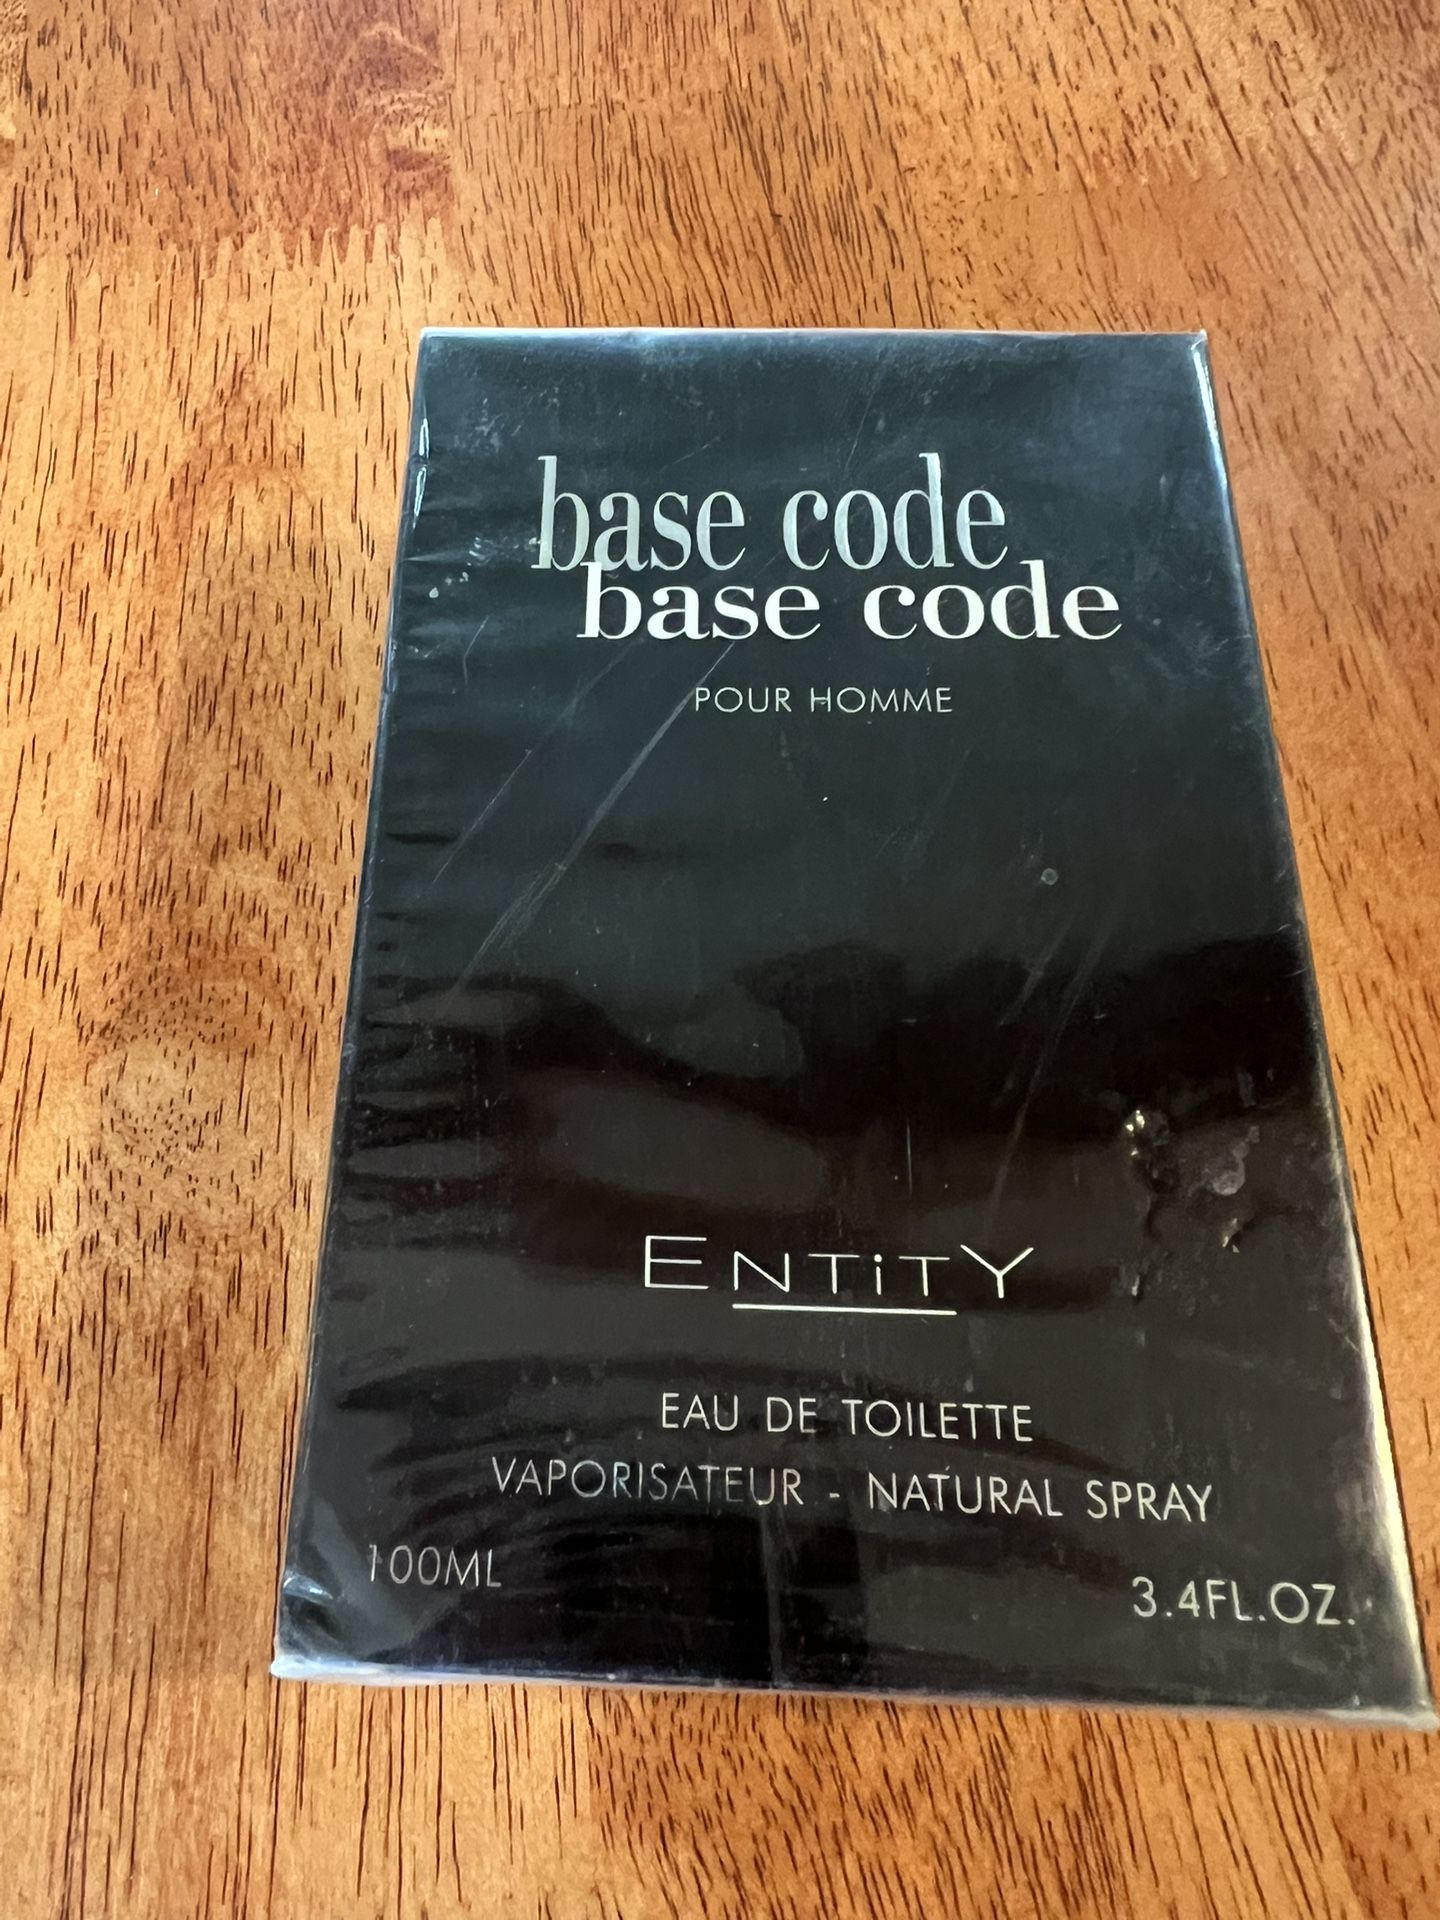 base code
base code
POUR HOMME
ENTiTY
EAU DE TOILETTE
VAPORISATEUR - NATURAL SPRAY
100ML
3.4FL.OZ.